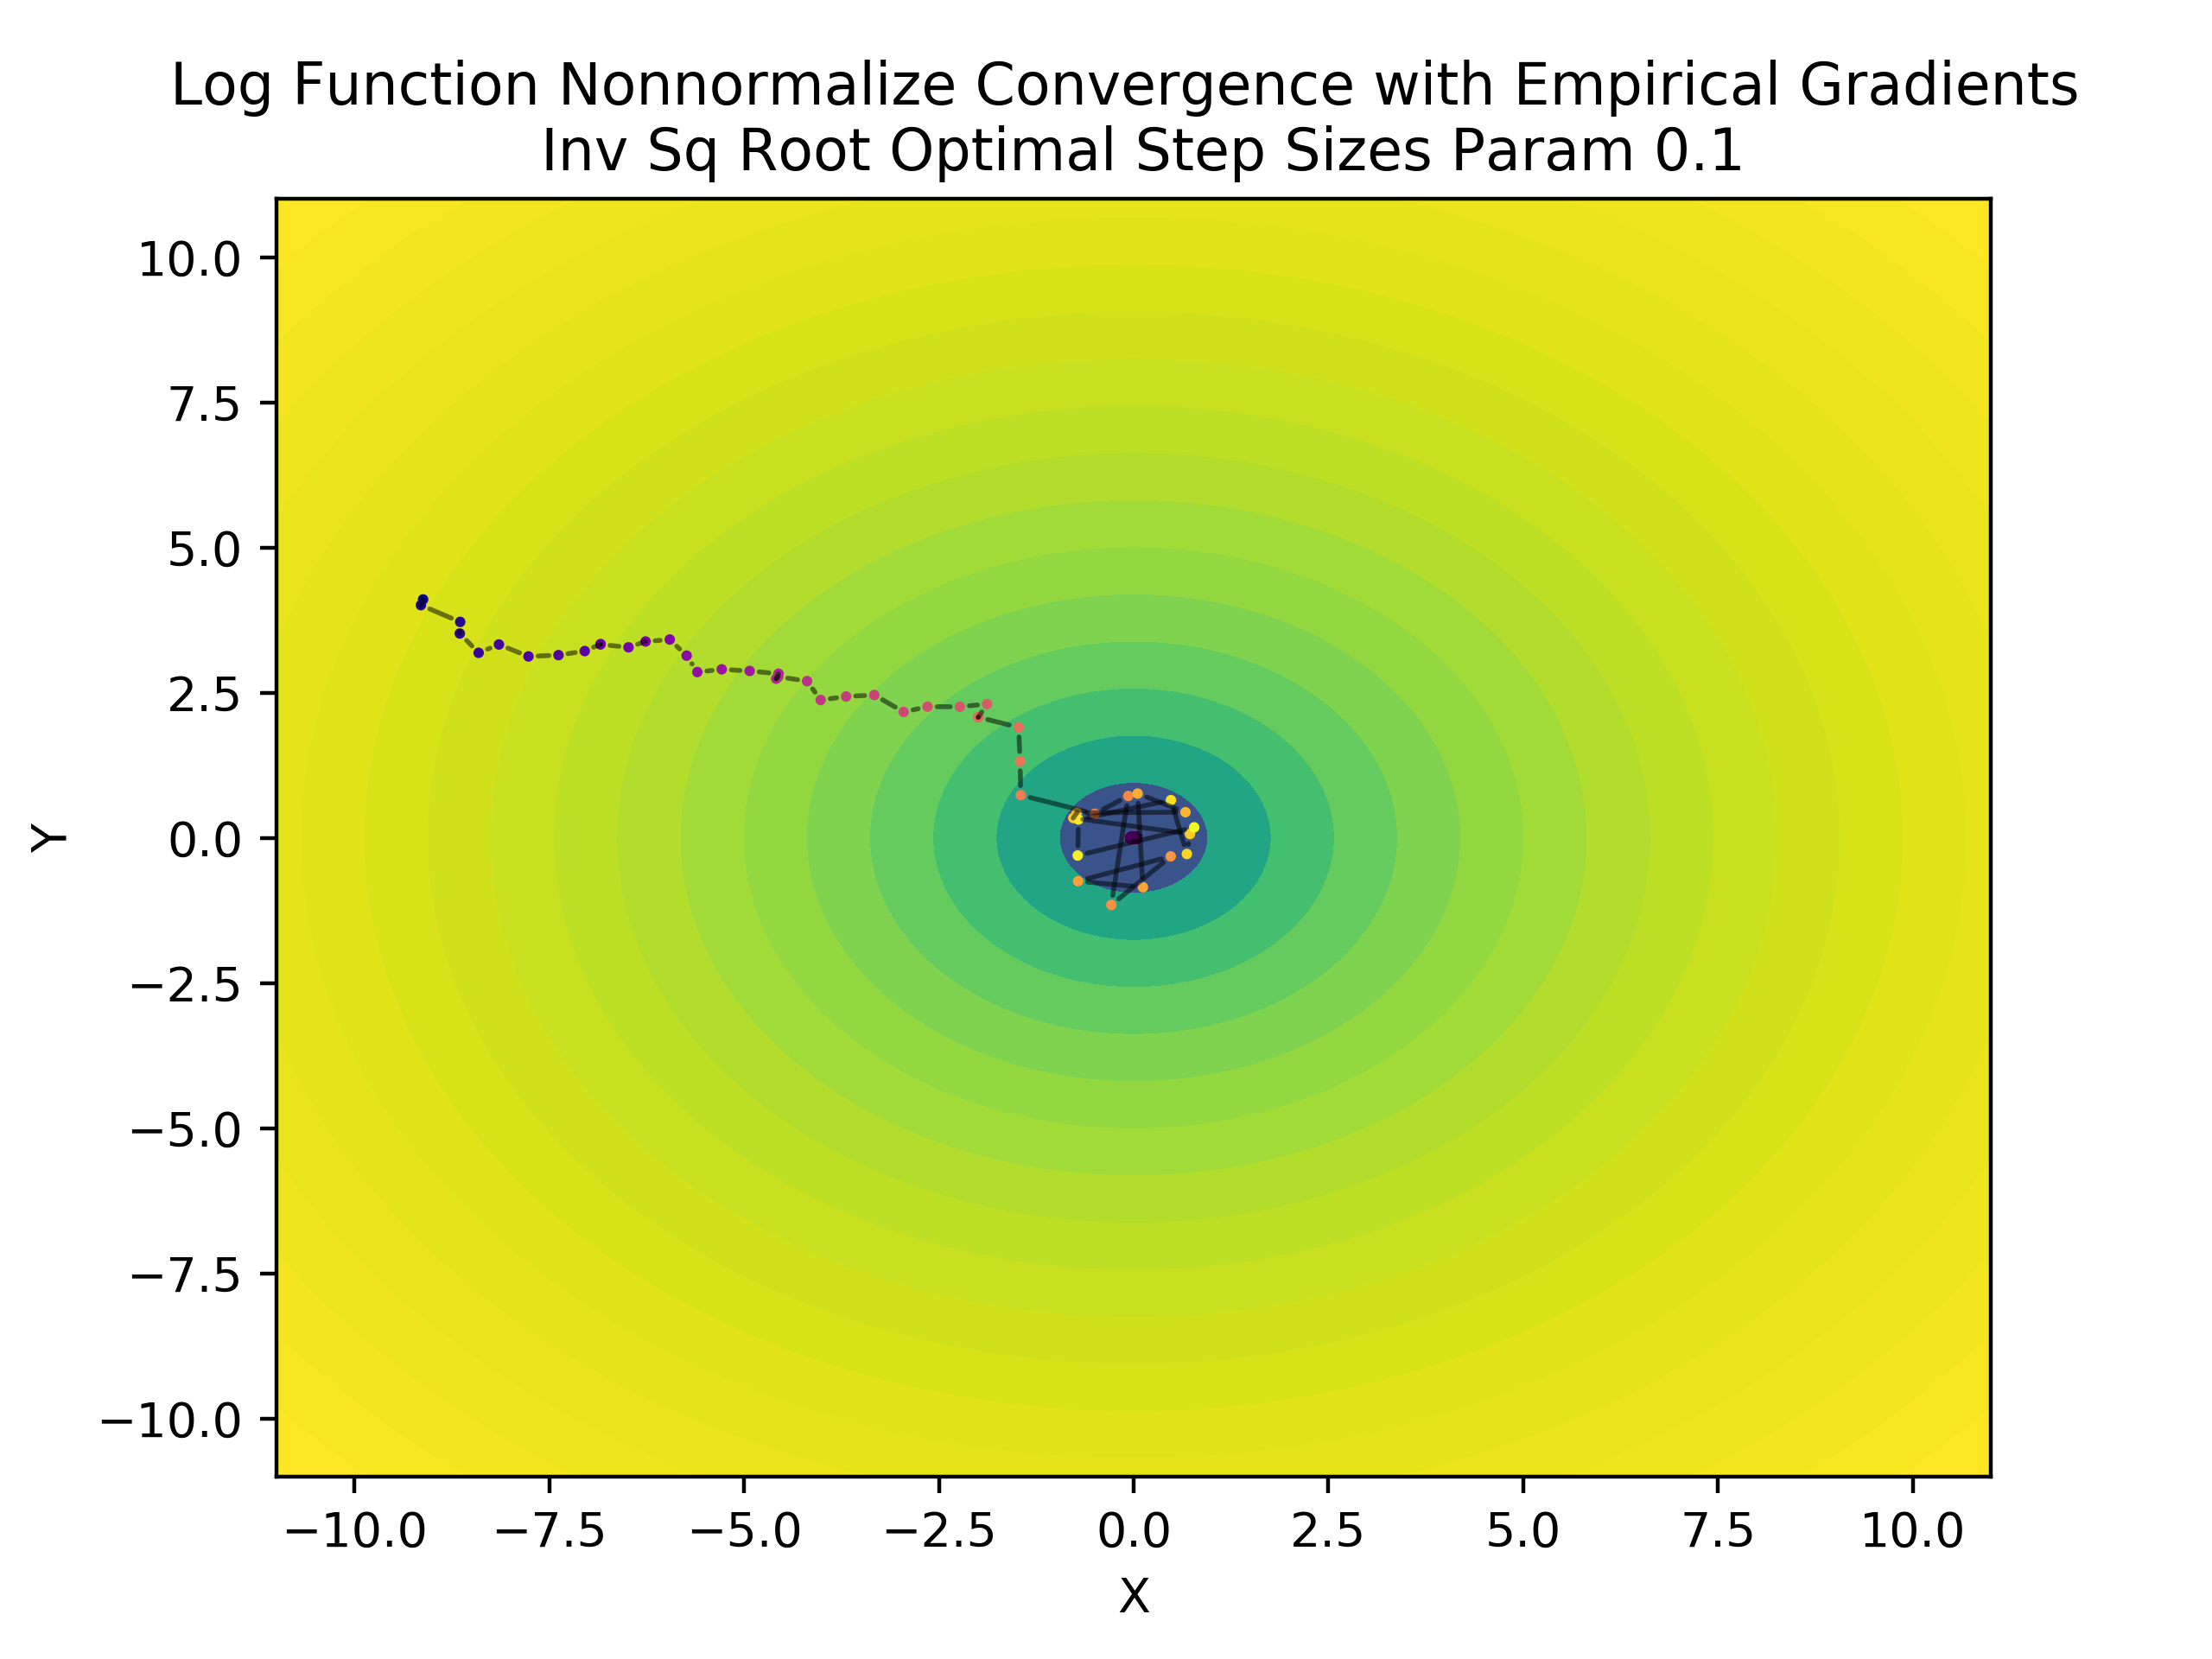 Log Function Nonnormalize Convergence with Empirical Gradients
Inv Sq Root Optimal Step Sizes Param 0.1
10.0
7.5
5.0
2.5
0.0
−2.5
−5.0
−7.5
−10.0
Y
−10.0 −7.5 −5.0 −2.5 0.0 2.5 5.0 7.5 10.0
X